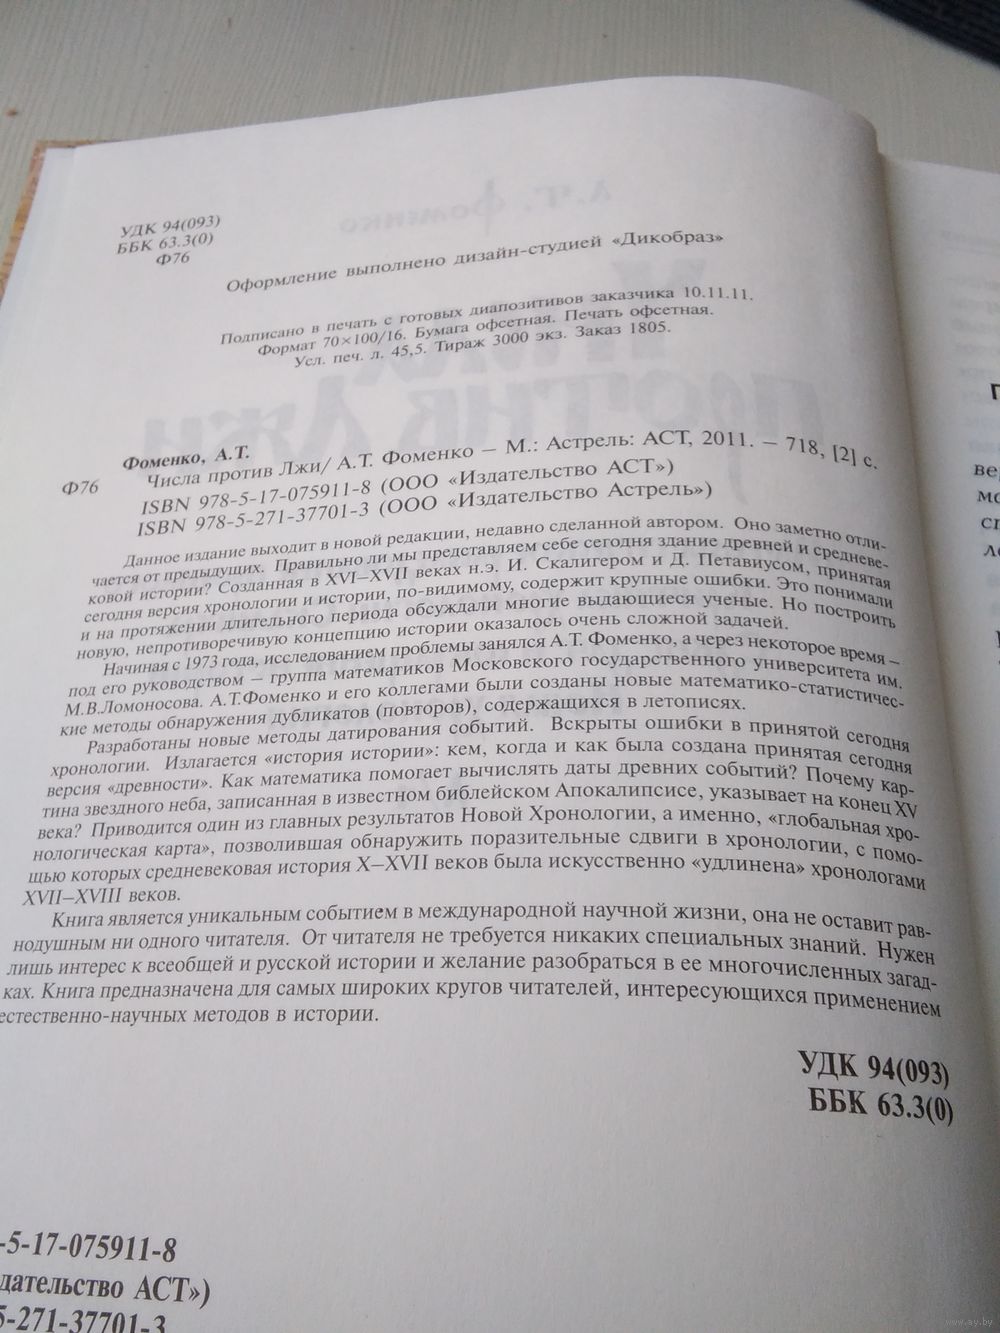 УДК 94(093)
ББК 63.3(0)
Ф76
Оформление выполнено дизайн-студией «Дикобраз»
Подписано в печать с готовых диапозитивов заказчика 10.11.11.
Формат 70×100/16. Бумага офсетная. Печать офсетная.
Усл. печ. л. 45,5. Тираж 3000 экз. Заказ 1805.
Фоменко, А.Т.
Ф76 Числа против Лжи/ А.Т. Фоменко — М.: Астрель: АСТ, 2011. — 718, [2] с.
ISBN 978-5-17-075911-8 (ООО «Издательство АСТ»)
ISBN 978-5-271-37701-3 (ООО «Издательство Астрель»)
Данное издание выходит в новой редакции, недавно сделанной автором. Оно заметно отли-
чается от предыдущих. Правильно ли мы представляем себе сегодня здание древней и средневе-
ковой истории? Созданная в XVI–XVII веках н.э. И. Скалигером и Д. Петавиусом, принятая
сегодня версия хронологии и истории, по-видимому, содержит крупные ошибки. Это понимали
и на протяжении длительного периода обсуждали многие выдающиеся ученые. Но построить
новую, непротиворечивую концепцию истории оказалось очень сложной задачей.
Начиная с 1973 года, исследованием проблемы занялся А.Т. Фоменко, а через некоторое время —
под его руководством — группа математиков Московского государственного университета им.
М.В.Ломоносова. А.Т.Фоменко и его коллегами были созданы новые математико-статистичес-
кие методы обнаружения дубликатов (повторов), содержащихся в летописях.
Разработаны новые методы датирования событий. Вскрыты ошибки в принятой сегодня
хронологии. Излагается «история истории»: кем, когда и как была создана принятая сегодня
версия «древности». Как математика помогает вычислять даты древних событий? Почему кар-
тина звездного неба, записанная в известном библейском Апокалипсисе, указывает на конец XV
века? Приводится один из главных результатов Новой Хронологии, а именно, «глобальная хро-
нологическая карта», позволившая обнаружить поразительные сдвиги в хронологии, с помо-
щью которых средневековая история X–XVII веков была искусственно «удлинена» хронологами
XVII–XVIII веков.
Книга является уникальным событием в международной научной жизни, она не оставит рав-
нодушным ни одного читателя. От читателя не требуется никаких специальных знаний. Нужен
лишь интерес к всеобщей и русской истории и желание разобраться в ее многочисленных загад-
ках. Книга предназначена для самых широких кругов читателей, интересующихся применением
естественно-научных методов в истории.
УДК 94(093)
ББК 63.3(0)
-5-17-075911-8
здательство АСТ»)
5-271-37701-3
www.ay.by